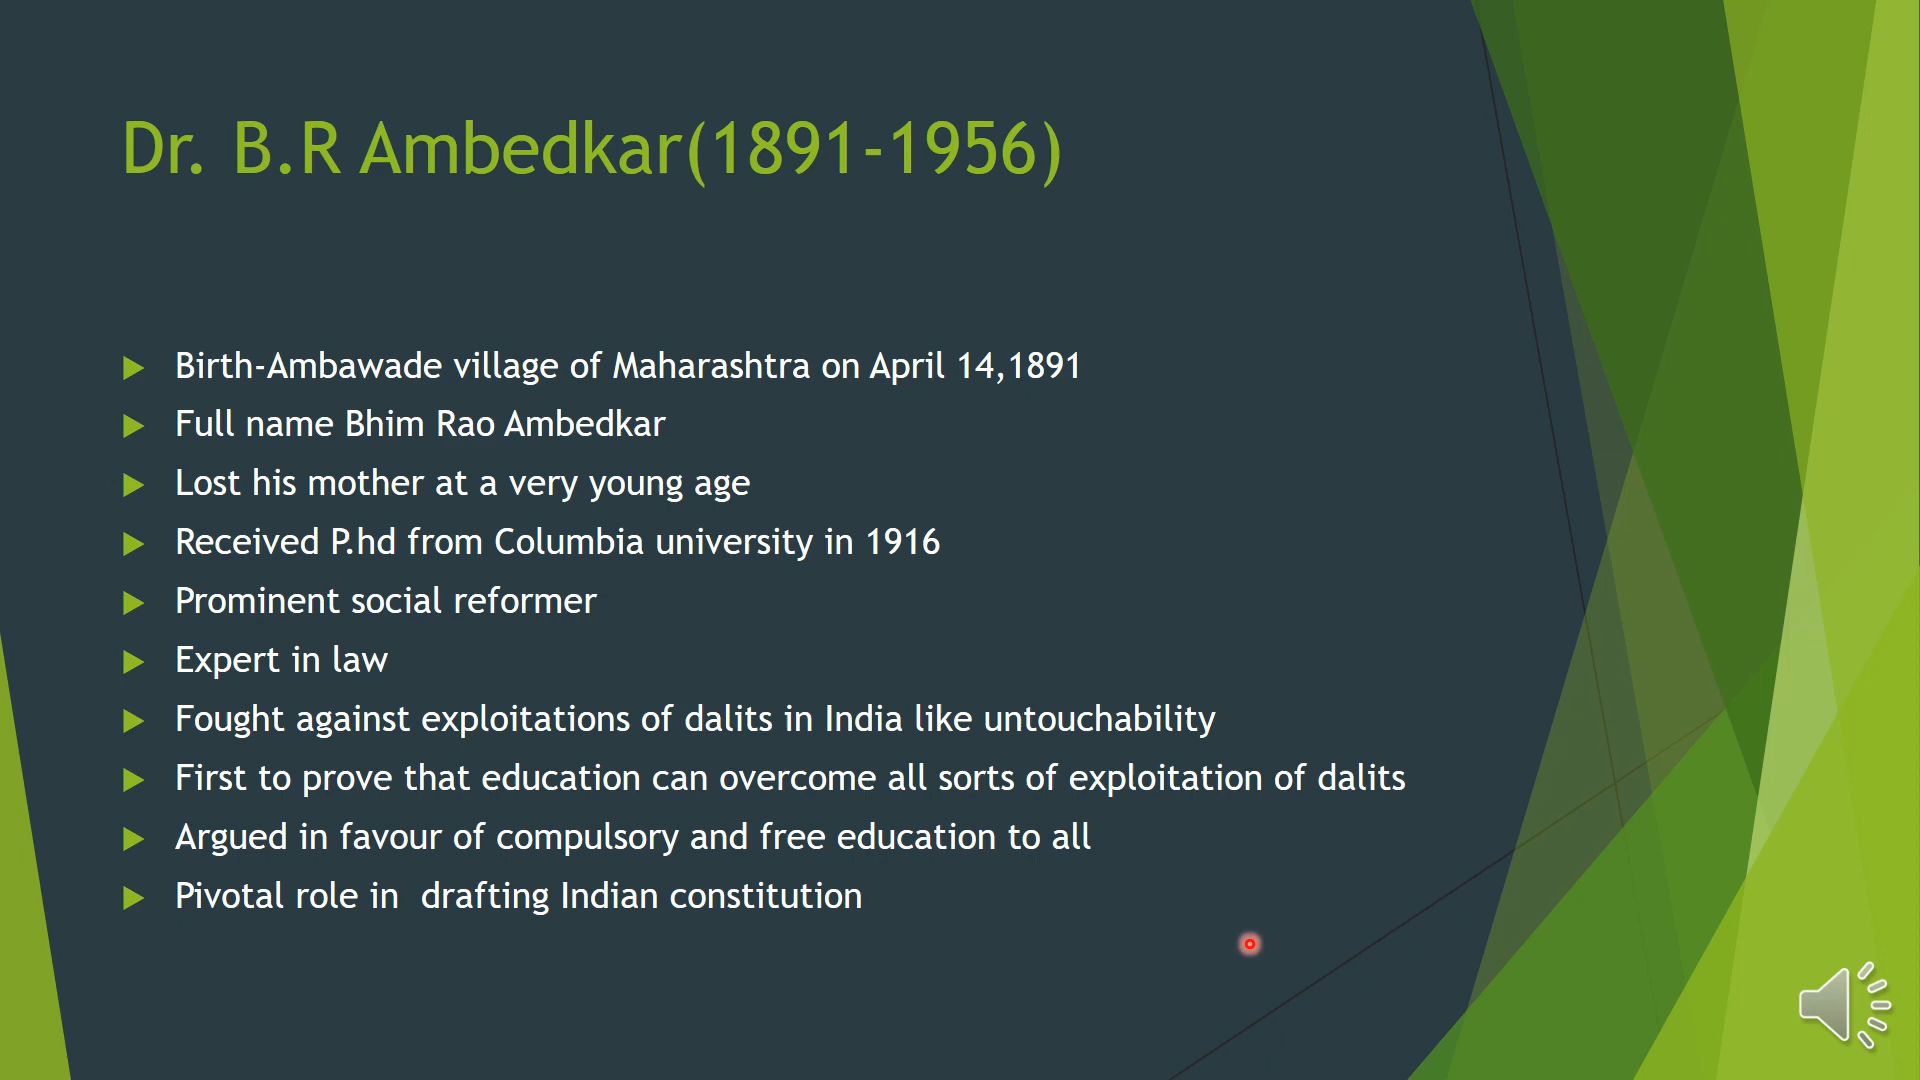 Dr. B.R Ambedkar(1891-1956)
Birth-Ambawade village of Maharashtra on April 14,1891
Full name Bhim Rao Ambedkar
Lost his mother at a very young age
Received P.hd from Columbia university in 1916
Prominent social reformer
Expert in law
Fought against exploitations of dalits in India like untouchability
First to prove that education can overcome all sorts of exploitation of dalits
Argued in favour of compulsory and free education to all
Pivotal role in  drafting Indian constitution